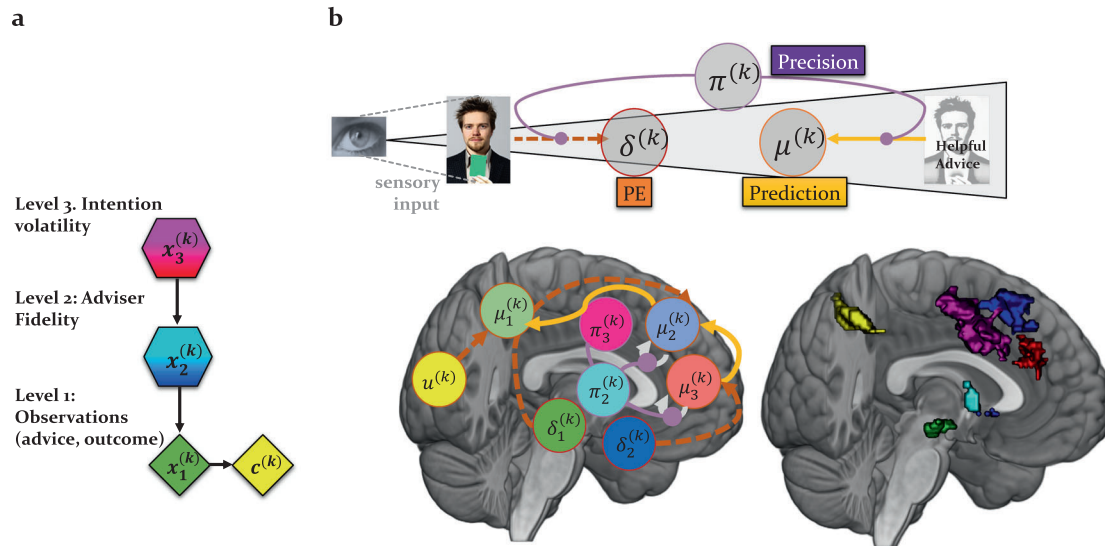 a
Level 3. Intention
volatility
x₃⁽ᵏ⁾
Level 2: Adviser
Fidelity
x₂⁽ᵏ⁾
Level 1:
Observations
(advice, outcome)
x₁⁽ᵏ⁾
c⁽ᵏ⁾
b
π⁽ᵏ⁾
Precision
δ⁽ᵏ⁾
μ⁽ᵏ⁾
Helpful
Advice
sensory
input
PE
Prediction
μ₁⁽ᵏ⁾
π₃⁽ᵏ⁾
μ₂⁽ᵏ⁾
u⁽ᵏ⁾
π₂⁽ᵏ⁾
μ₃⁽ᵏ⁾
δ₁⁽ᵏ⁾
δ₂⁽ᵏ⁾